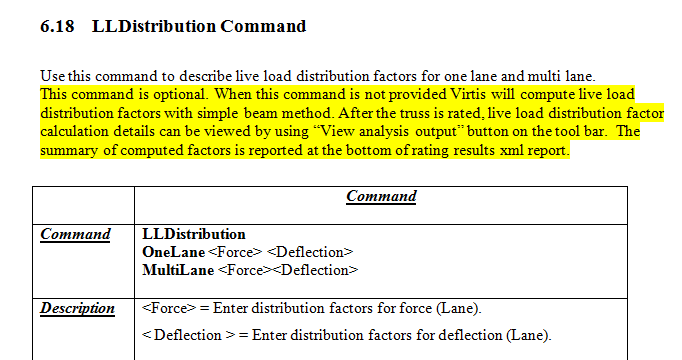 6.18 LLDistribution Command
Use this command to describe live load distribution factors for one lane and multi lane.
This command is optional. When this command is not provided Virtis will compute live load
distribution factors with simple beam method. After the truss is rated, live load distribution factor
calculation details can be viewed by using “View analysis output” button on the tool bar. The
summary of computed factors is reported at the bottom of rating results xml report.
Command
Command
LLDistribution
OneLane <Force> <Deflection>
MultiLane <Force><Deflection>
Description
<Force> = Enter distribution factors for force (Lane).
< Deflection > = Enter distribution factors for deflection (Lane).